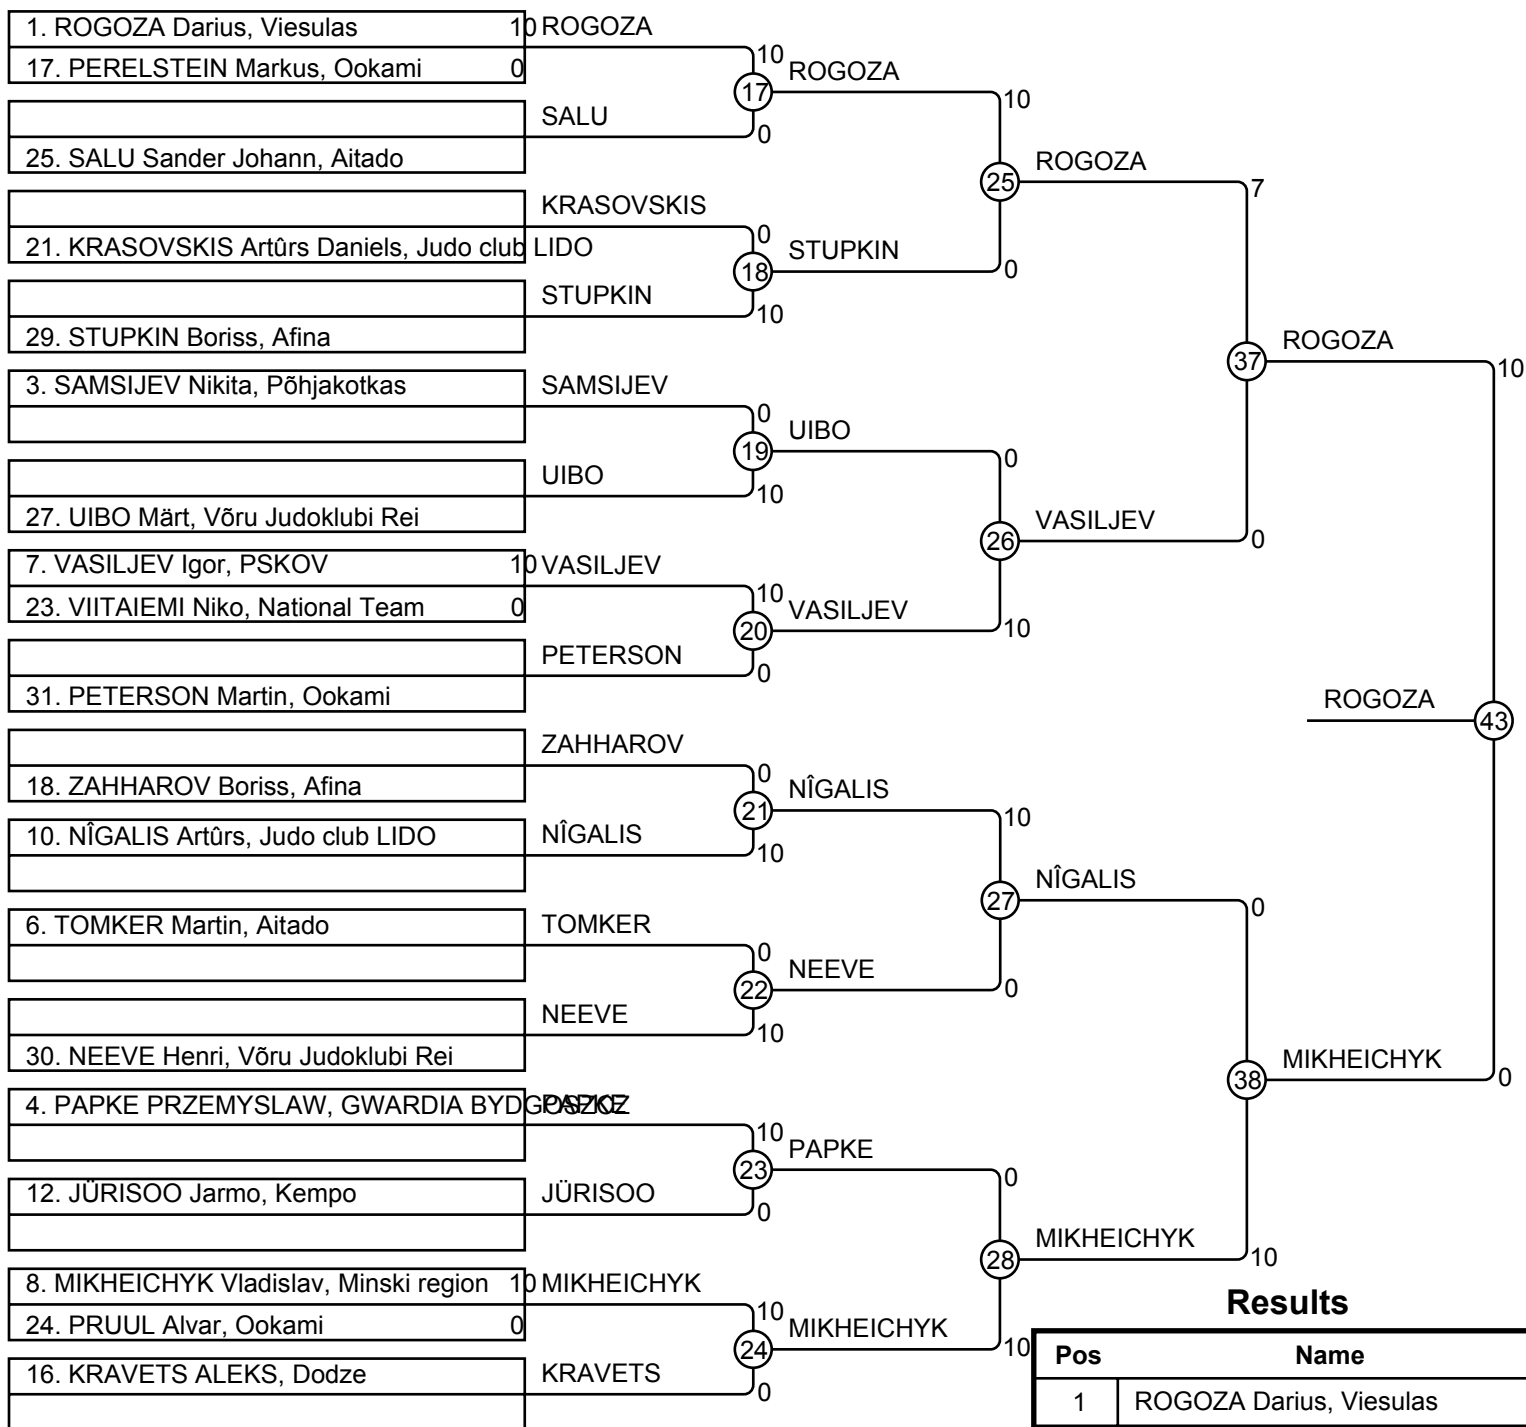 1. ROGOZA Darius, Viesulas 10 ROGOZA
10
17. PERELSTEIN Markus, Ookami 0
17 ROGOZA
10
SALU
0
25. SALU Sander Johann, Aitado
25 ROGOZA
7
KRASOVSKIS
0
21. KRASOVSKIS Artûrs Daniels, Judo club LIDO
18 STUPKIN
0
STUPKIN
10
29. STUPKIN Boriss, Afina
37 ROGOZA
10
3. SAMSIJEV Nikita, Põhjakotkas SAMSIJEV
0
19 UIBO
0
UIBO
10
27. UIBO Märt, Võru Judoklubi Rei
26 VASILJEV
0
7. VASILJEV Igor, PSKOV 10 VASILJEV
10
23. VIITAIEMI Niko, National Team 0
20 VASILJEV
10
PETERSON
0
31. PETERSON Martin, Ookami
ROGOZA 43
ZAHHAROV
0
18. ZAHHAROV Boriss, Afina
21 NÎGALIS
10
10. NÎGALIS Artûrs, Judo club LIDO NÎGALIS
10
27 NÎGALIS
0
6. TOMKER Martin, Aitado TOMKER
0
22 NEEVE
0
NEEVE
10
30. NEEVE Henri, Võru Judoklubi Rei
38 MIKHEICHYK
0
4. PAPKE PRZEMYSLAW, GWARDIA BYDGOSZCZ PAPKE
10
23 PAPKE
0
12. JÜRISOO Jarmo, Kempo JÜRISOO
0
28 MIKHEICHYK
10
8. MIKHEICHYK Vladislav, Minski region 10 MIKHEICHYK
10
24. PRUUL Alvar, Ookami 0
24 MIKHEICHYK
10
16. KRAVETS ALEKS, Dodze KRAVETS
0
Results
Pos Name
1 ROGOZA Darius, Viesulas